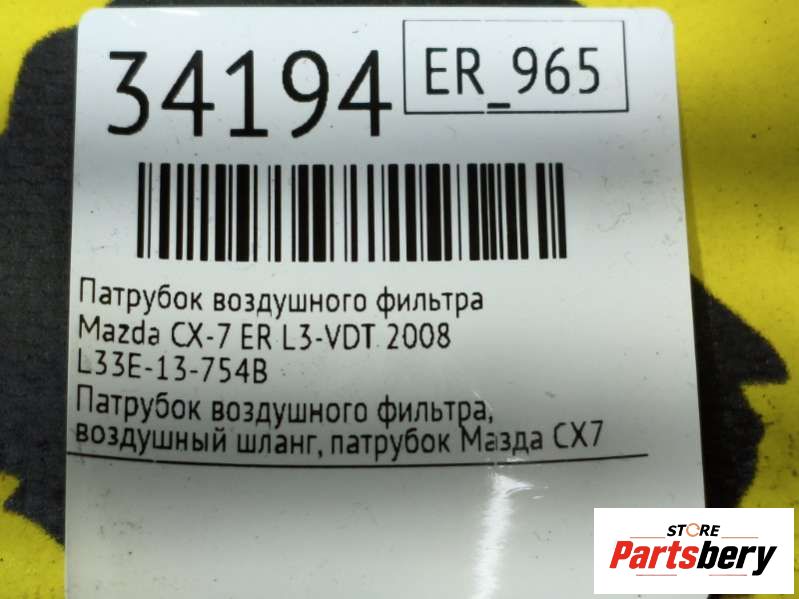 34194
ER_965
Патрубок воздушного фильтра
Mazda CX-7 ER L3-VDT 2008
L33E-13-754B
Патрубок воздушного фильтра,
воздушный шланг, патрубок Мазда CX7
STORE
Partsbery